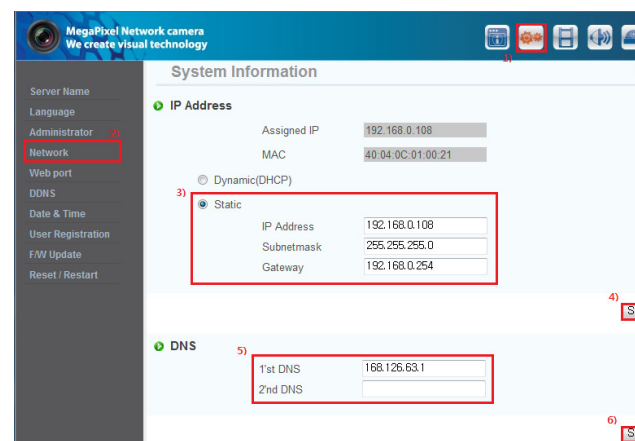 MegaPixel Network camera
We create visual technology
1)
System Information
Server Name
Language
Administrator 2)
Network
Web port
DDNS
Date & Time
User Registration
F/W Update
Reset / Restart
IP Address
Assigned IP 192.168.0.108
MAC 40:04:0C:01:00:21
Dynamic(DHCP)
3)
Static
IP Address 192.168.0.108
Subnetmask 255.255.255.0
Gateway 192.168.0.254
4)
S
DNS
5)
1'st DNS 168.126.63.1
2'nd DNS
6)
S